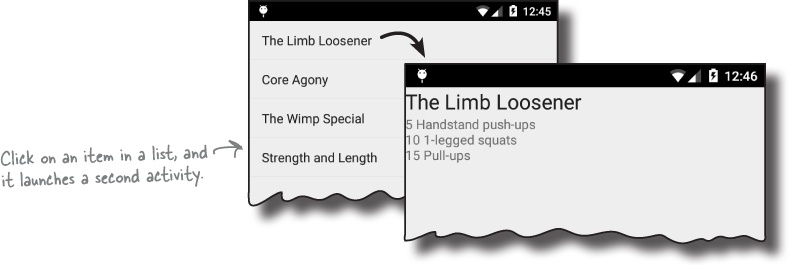 12:45
The Limb Loosener
Core Agony
The Wimp Special
Strength and Length
12:46
The Limb Loosener
5 Handstand push-ups
10 1-legged squats
15 Pull-ups
Click on an item in a list, and
it launches a second activity.